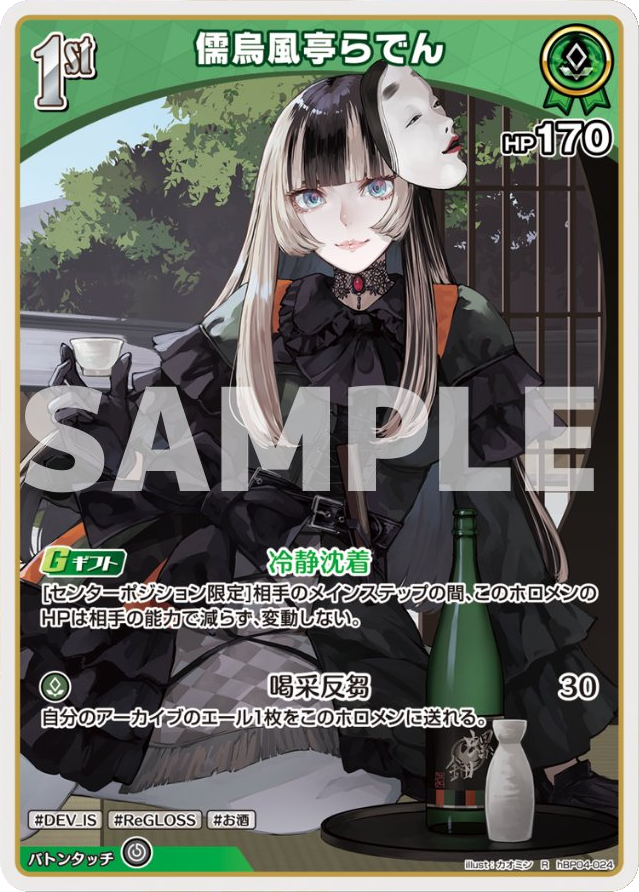 1st
儒烏風亭らでん
HP170
SAMPLE
Gギフト 冷静沈着
[センターポジション限定]相手のメインステップの間、このホロメンの
HPは相手の能力で減らず、変動しない。
喝采反芻 30
自分のアーカイブのエール1枚をこのホロメンに送れる。
螺鈿
#DEV_IS #ReGLOSS #お酒
バトンタッチ
illust:カオミン R hBP04-024